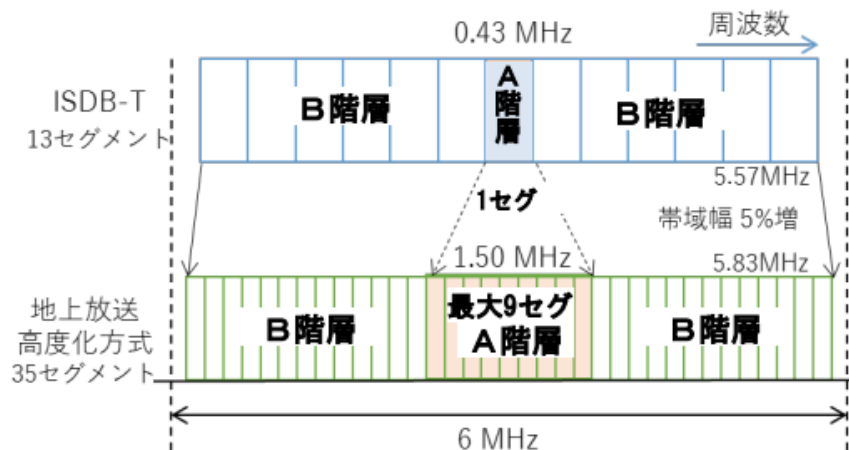 0.43 MHz
周波数
ISDB-T
13セグメント
B階層
A
階
層
B階層
5.57MHz
1セグ
帯域幅 5%増
1.50 MHz
5.83MHz
地上放送
高度化方式
35セグメント
B階層
最大9セグ
A階層
B階層
6 MHz